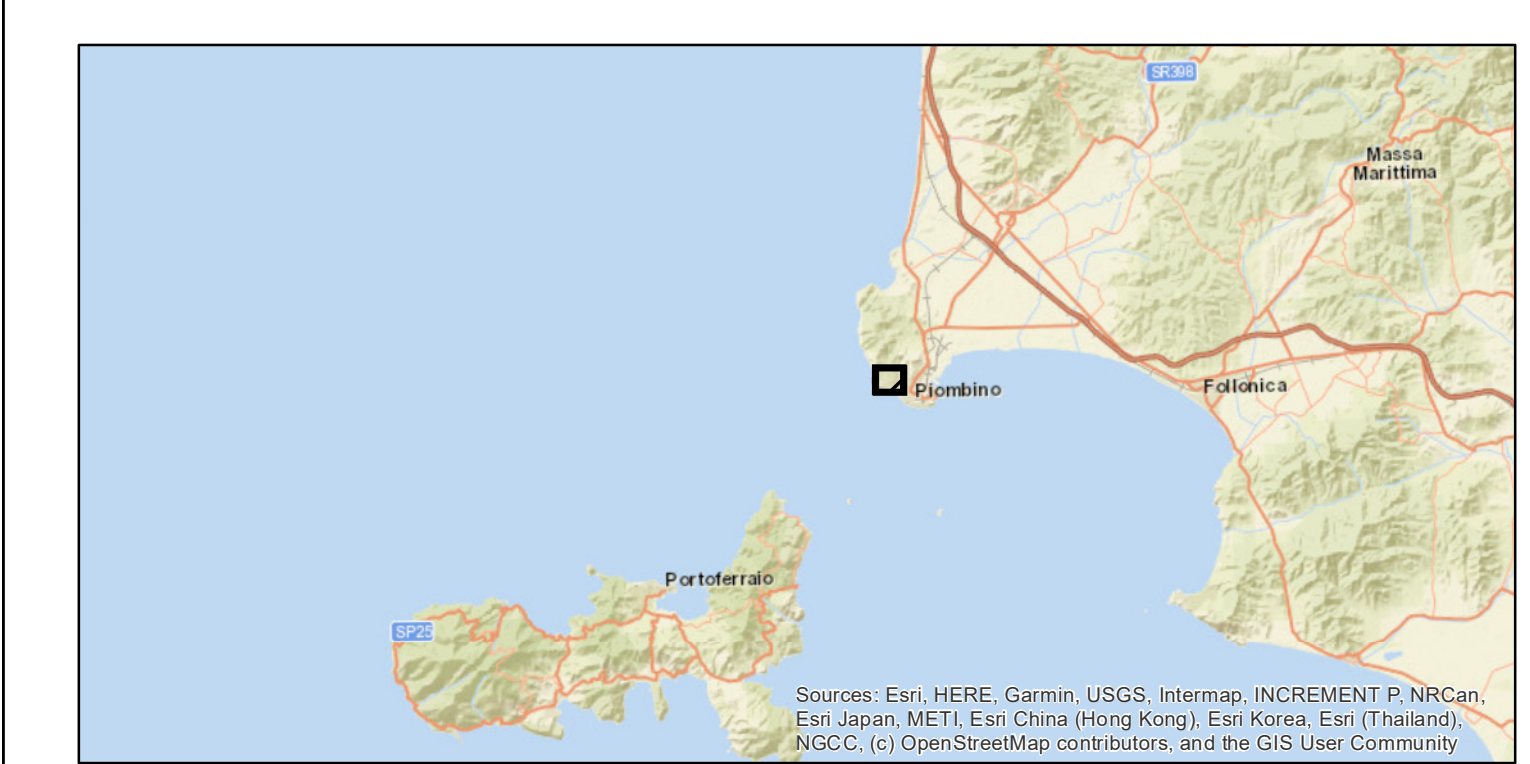 SR398
Massa
Marittima
Piombino
Follonica
Portoferraio
SP25
Sources: Esri, HERE, Garmin, USGS, Intermap, INCREMENT P, NRCan,
Esri Japan, METI, Esri China (Hong Kong), Esri Korea, Esri (Thailand),
NGCC, (c) OpenStreetMap contributors, and the GIS User Community